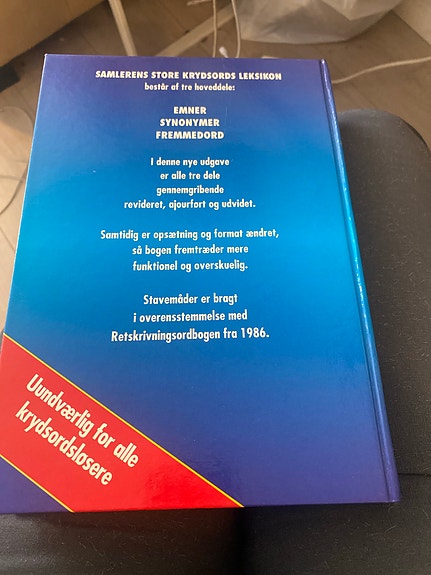 SAMLERENS STORE KRYDSORDS LEKSIKON
består af tre hoveddele:
EMNER
SYNONYMER
FREMMEDORD
I denne nye udgave
er alle tre dele
gennemgribende
revideret, ajourført og udvidet.
Samtidig er opsætning og format ændret,
så bogen fremtræder mere
funktionel og overskuelig.
Stavemåder er bragt
i overensstemmelse med
Retskrivningsordbogen fra 1986.
Uundværlig for alle
krydsordsløsere